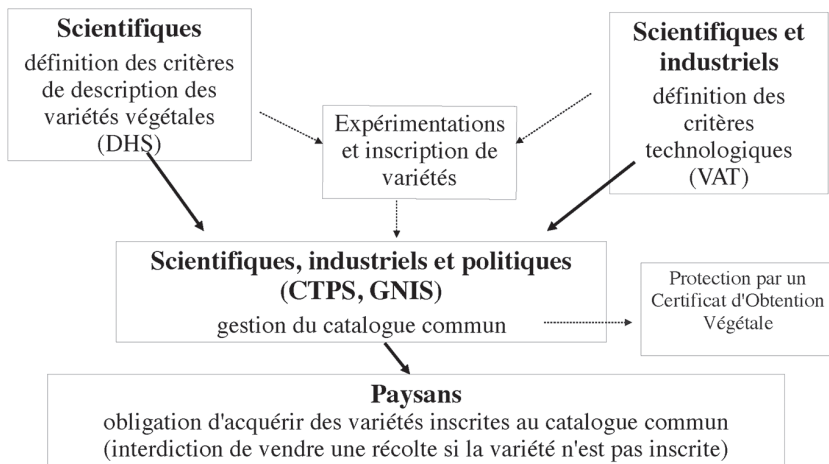 Scientifiques
définition des critères
de description des
variétés végétales
(DHS)
Scientifiques et
industriels
définition des
critères
technologiques
(VAT)
Expérimentations
et inscription de
variétés
Scientifiques, industriels et politiques
(CTPS, GNIS)
gestion du catalogue commun
Protection par un
Certificat d'Obtention
Végétale
Paysans
obligation d'acquérir des variétés inscrites au catalogue commun
(interdiction de vendre une récolte si la variété n'est pas inscrite)